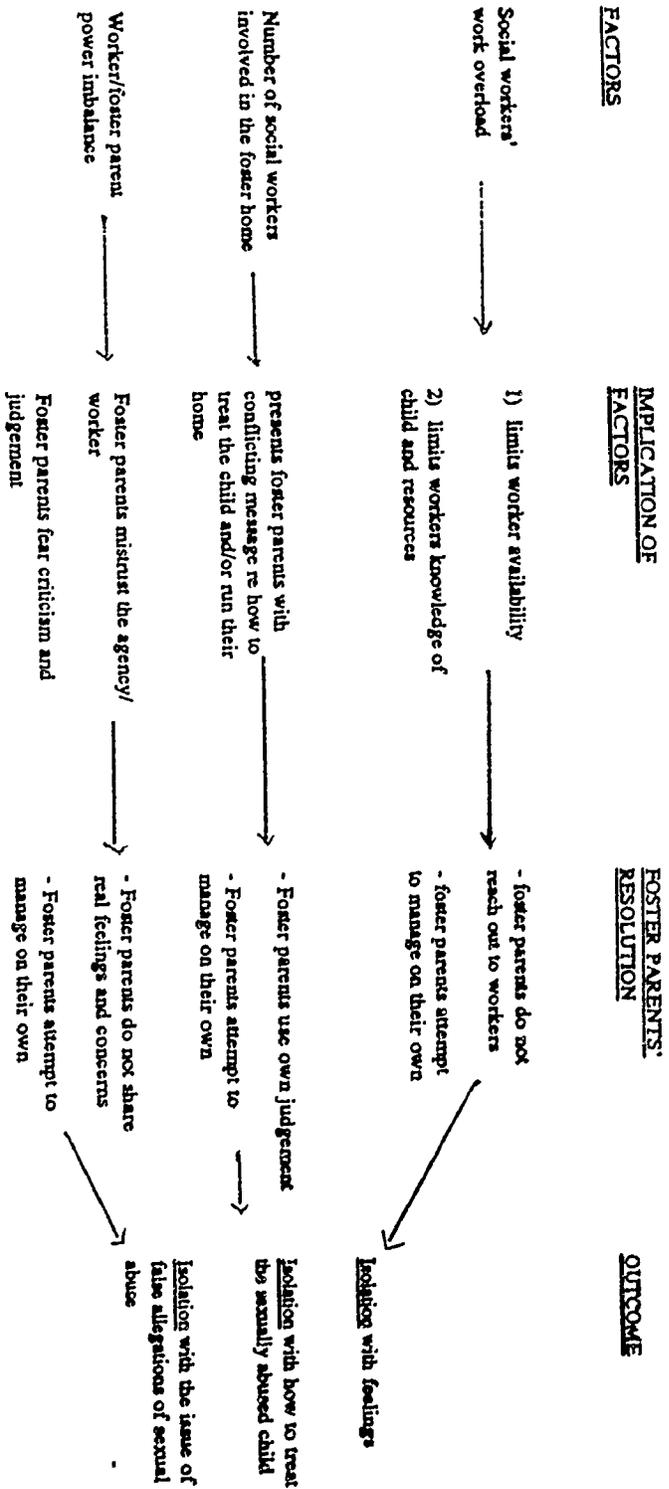 FACTORS
IMPLICATION OF
FACTORS
FOSTER PARENTS'
RESOLUTION
OUTCOME
Social workers'
work overload
1) limits worker availability
2) limits workers knowledge of
child and resources
- foster parents do not
reach out to workers
- foster parents attempt
to manage on their own
Isolation with feelings
Number of social workers
involved in the foster home
presents foster parents with
conflicting message re how to
treat the child and/or run their
home
- Foster parents use own judgement
- Foster parents attempt to
manage on their own
Isolation with how to treat
the sexually abused child
Worker/foster parent
power imbalance
Foster parents mistrust the agency/
worker
Foster parents fear criticism and
judgement
- Foster parents do not share
real feelings and concerns
- Foster parents attempt to
manage on their own
Isolation with the issue of
false allegations of sexual
abuse